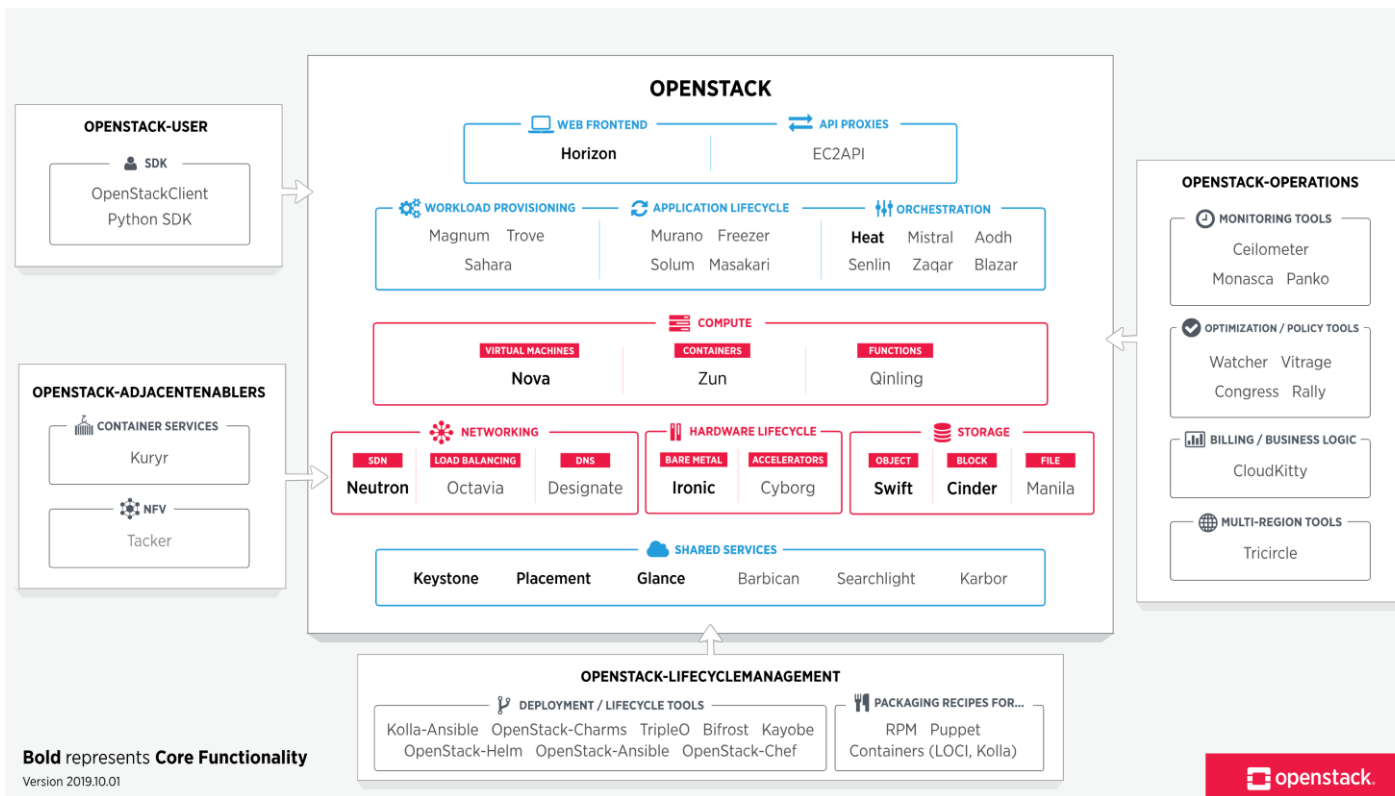 OPENSTACK
WEB FRONTEND
API PROXIES
Horizon
EC2API
WORKLOAD PROVISIONING
APPLICATION LIFECYCLE
ORCHESTRATION
Magnum Trove
Sahara
Murano Freezer
Solum Masakari
Heat Mistral Aodh
Senlin Zaqar Blazar
COMPUTE
VIRTUAL MACHINES
Nova
CONTAINERS
Zun
FUNCTIONS
Qinling
NETWORKING
SDN
Neutron
LOAD BALANCING
Octavia
DNS
Designate
HARDWARE LIFECYCLE
BARE METAL
Ironic
ACCELERATORS
Cyborg
STORAGE
OBJECT
Swift
BLOCK
Cinder
FILE
Manila
SHARED SERVICES
Keystone Placement Glance Barbican Searchlight Karbor
OPENSTACK-USER
SDK
OpenStackClient
Python SDK
OPENSTACK-ADJACENTENABLERS
CONTAINER SERVICES
Kuryr
NFV
Tacker
OPENSTACK-OPERATIONS
MONITORING TOOLS
Ceilometer
Monasca Panko
OPTIMIZATION / POLICY TOOLS
Watcher Vitrage
Congress Rally
BILLING / BUSINESS LOGIC
CloudKitty
MULTI-REGION TOOLS
Tricircle
OPENSTACK-LIFECYCLEMANAGEMENT
DEPLOYMENT / LIFECYCLE TOOLS
Kolla-Ansible OpenStack-Charms TripleO Bifrost Kayobe
OpenStack-Helm OpenStack-Ansible OpenStack-Chef
PACKAGING RECIPES FOR...
RPM Puppet
Containers (LOCI, Kolla)
Bold represents Core Functionality
Version 2019.10.01
openstack.